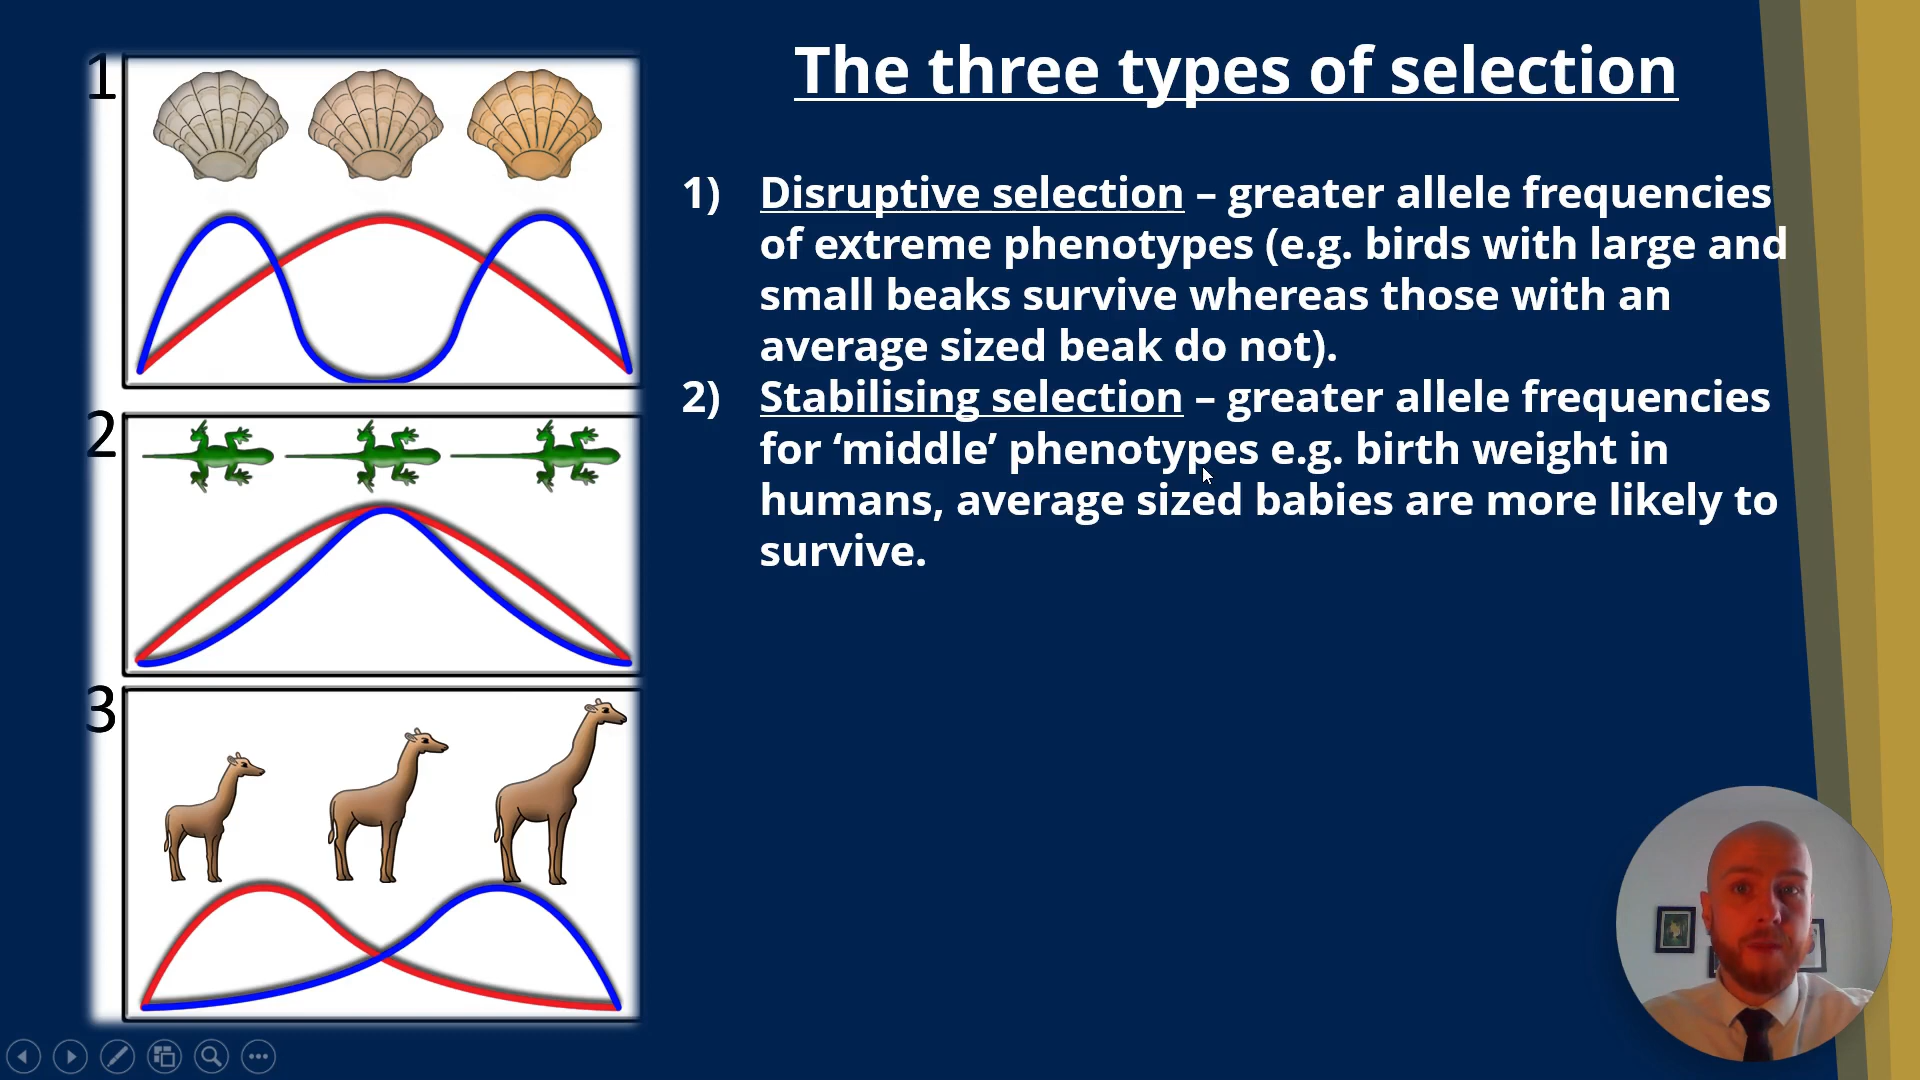 The three types of selection
1
1) Disruptive selection – greater allele frequencies
of extreme phenotypes (e.g. birds with large and
small beaks survive whereas those with an
average sized beak do not).
2
2) Stabilising selection – greater allele frequencies
for ‘middle’ phenotypes e.g. birth weight in
humans, average sized babies are more likely to
survive.
3